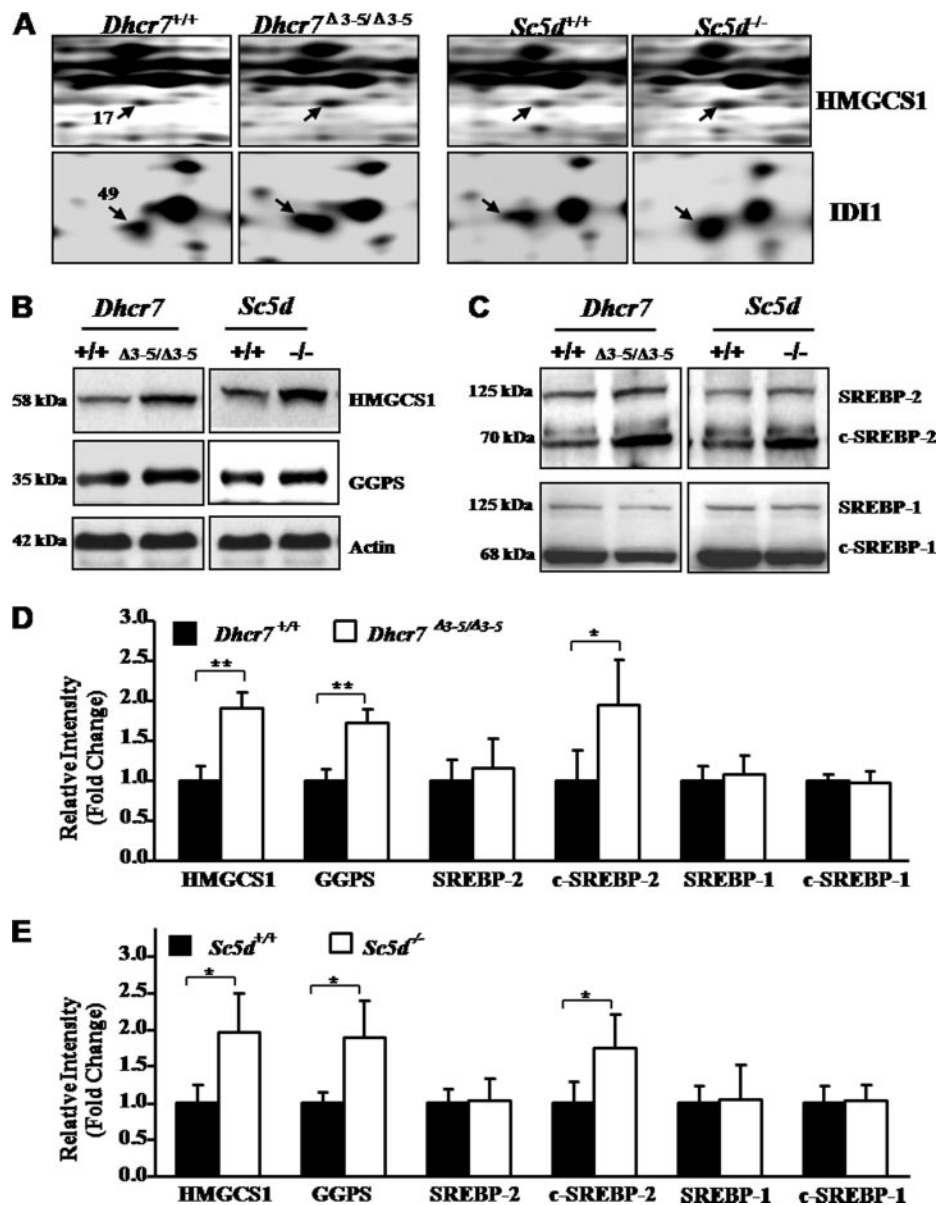 A
Dhcr7+/+ Dhcr7Δ3-5/Δ3-5 Sc5d+/+ Sc5d-/-
17
HMGCS1
49
IDI1
B
Dhcr7 Sc5d
+/+ Δ3-5/Δ3-5 +/+ -/-
58 kDa HMGCS1
35 kDa GGPS
42 kDa Actin
C
Dhcr7 Sc5d
+/+ Δ3-5/Δ3-5 +/+ -/-
125 kDa SREBP-2
70 kDa c-SREBP-2
125 kDa SREBP-1
68 kDa c-SREBP-1
D
Dhcr7+/+ Dhcr7Δ3-5/Δ3-5
Relative Intensity
(Fold Change)
3.0
2.5
2.0
1.5
1.0
0.5
0.0
** ** *
HMGCS1 GGPS SREBP-2 c-SREBP-2 SREBP-1 c-SREBP-1
E
Sc5d+/+ Sc5d-/-
Relative Intensity
(Fold Change)
3.0
2.5
2.0
1.5
1.0
0.5
0.0
* * *
HMGCS1 GGPS SREBP-2 c-SREBP-2 SREBP-1 c-SREBP-1